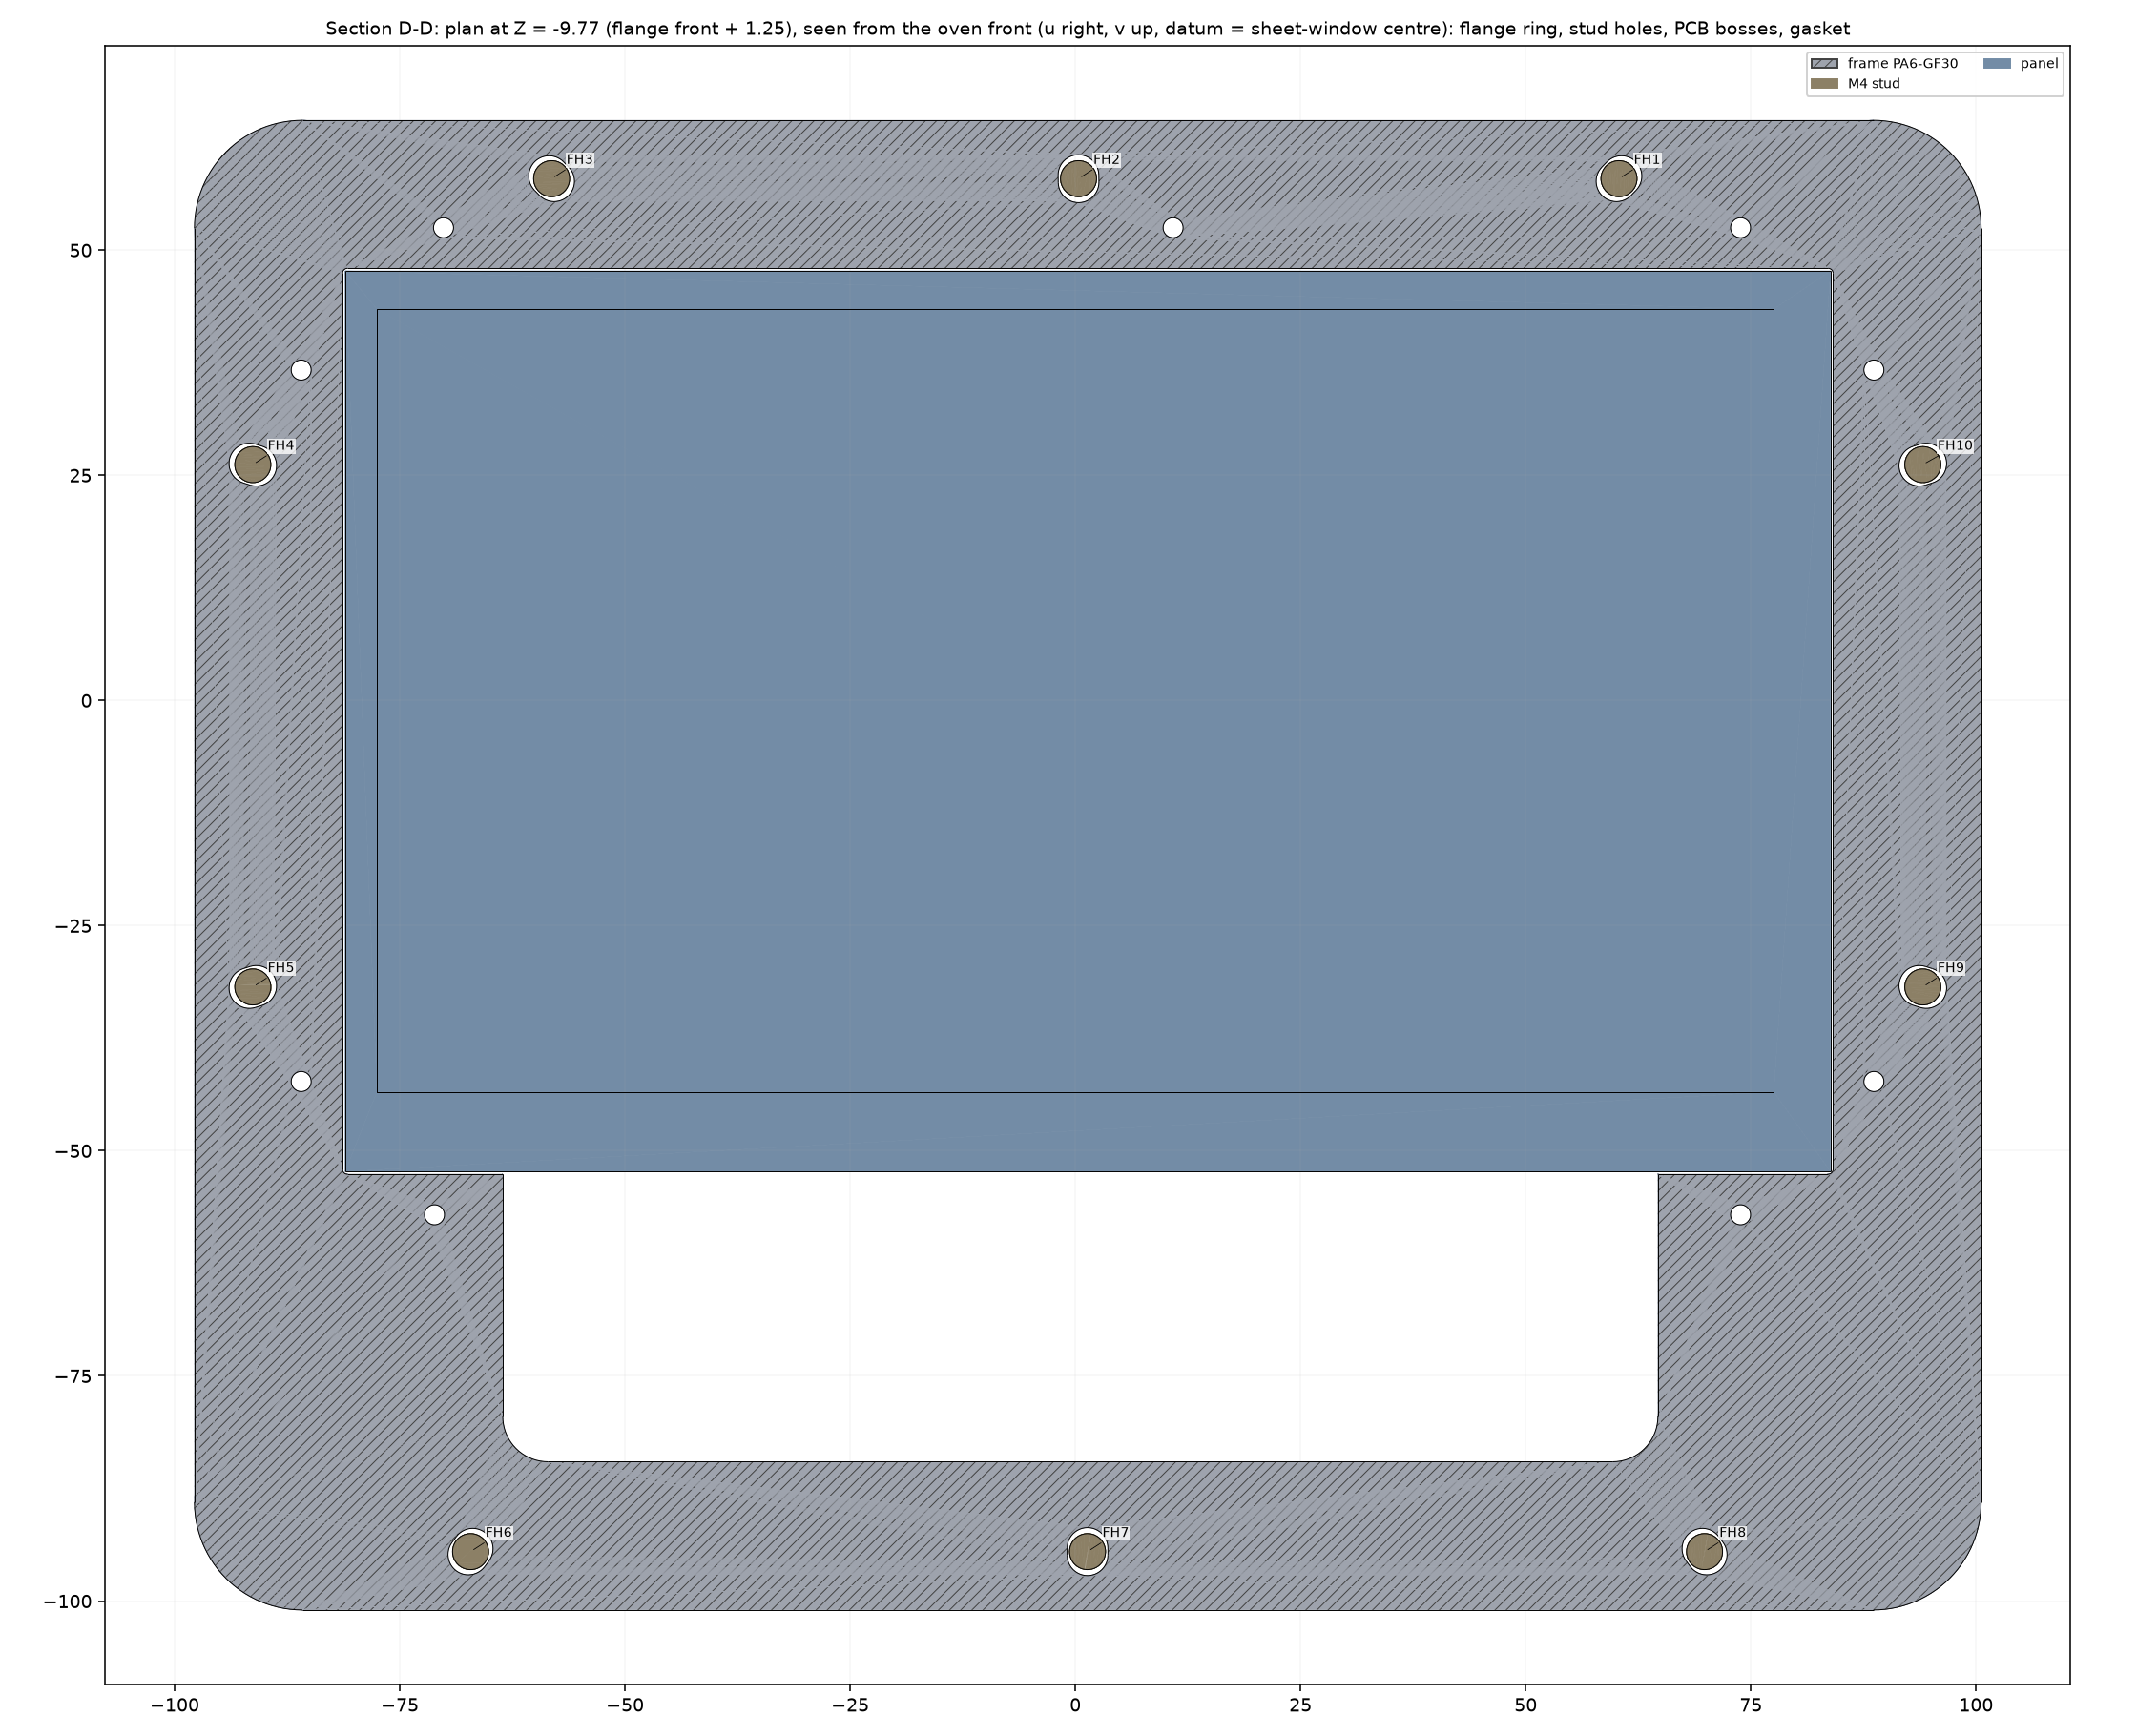 Section D-D: plan at Z = -9.77 (flange front + 1.25), seen from the oven front (u right, v up, datum = sheet-window centre): flange ring, stud holes, PCB bosses, gasket
frame PA6-GF30 panel
M4 stud
FH3 FH2 FH1
50
FH4 FH10
25
0
−25
FH5 FH9
−50
−75
FH6 FH7 FH8
−100
−100 −75 −50 −25 0 25 50 75 100